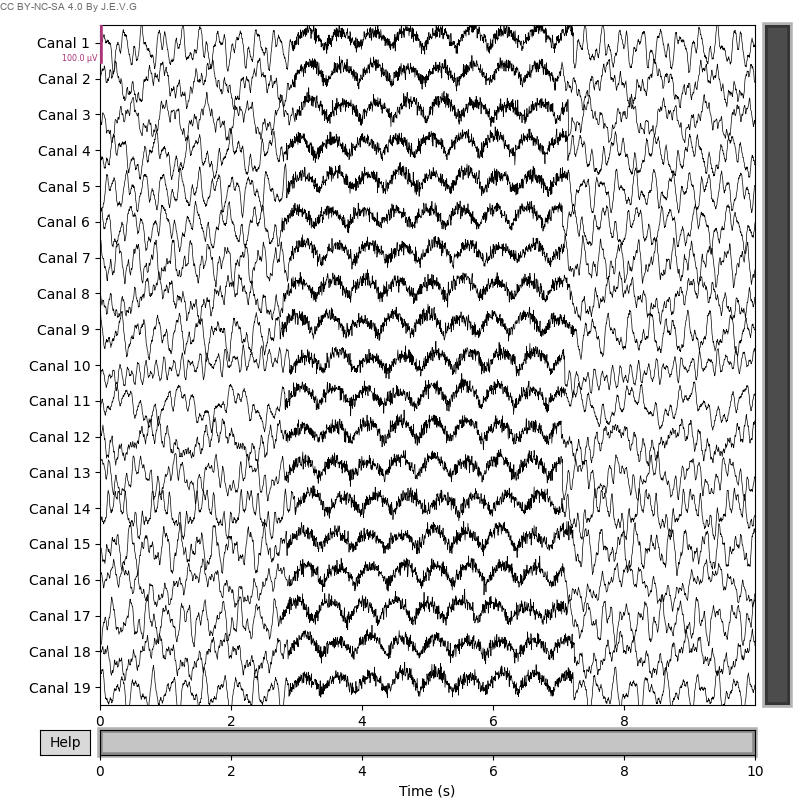 CC BY-NC-SA 4.0 By J.E.V.G
Canal 1
100.0 µV
Canal 2
Canal 3
Canal 4
Canal 5
Canal 6
Canal 7
Canal 8
Canal 9
Canal 10
Canal 11
Canal 12
Canal 13
Canal 14
Canal 15
Canal 16
Canal 17
Canal 18
Canal 19
0 2 4 6 8
Help
0 2 4 6 8 10
Time (s)